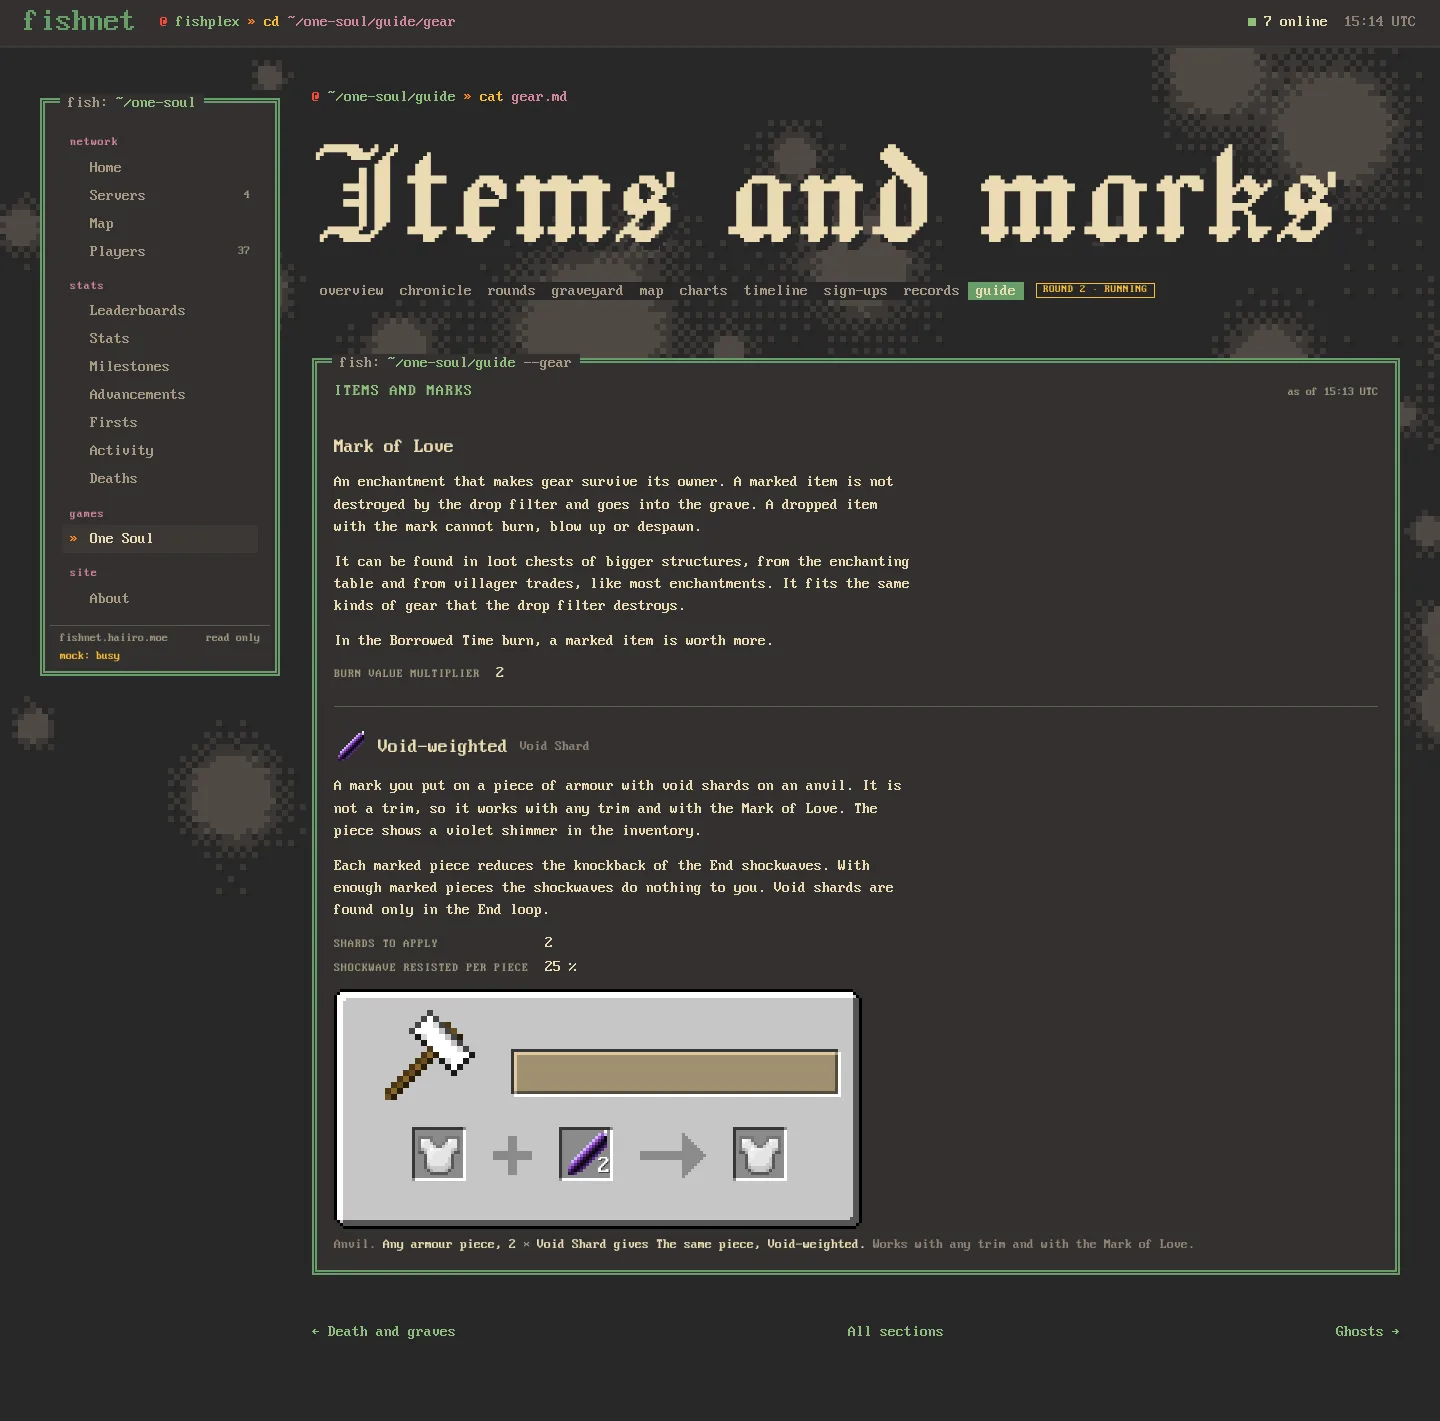 fishnet
@ fishplex » cd ~/one-soul/guide/gear
7 online 15:14 UTC
fish: ~/one-soul
network
Home
Servers 4
Map
Players 37
stats
Leaderboards
Stats
Milestones
Advancements
Firsts
Activity
Deaths
games
» One Soul
site
About
fishnet.haiiro.moe read only
mock: busy
@ ~/one-soul/guide » cat gear.md
Items and marks
overview chronicle rounds graveyard map charts timeline sign-ups records guide ROUND 2 · RUNNING
fish: ~/one-soul/guide --gear
ITEMS AND MARKS
as of 15:13 UTC
Mark of Love
An enchantment that makes gear survive its owner. A marked item is not
destroyed by the drop filter and goes into the grave. A dropped item
with the mark cannot burn, blow up or despawn.
It can be found in loot chests of bigger structures, from the enchanting
table and from villager trades, like most enchantments. It fits the same
kinds of gear that the drop filter destroys.
In the Borrowed Time burn, a marked item is worth more.
BURN VALUE MULTIPLIER 2
Void-weighted Void Shard
A mark you put on a piece of armour with void shards on an anvil. It is
not a trim, so it works with any trim and with the Mark of Love. The
piece shows a violet shimmer in the inventory.
Each marked piece reduces the knockback of the End shockwaves. With
enough marked pieces the shockwaves do nothing to you. Void shards are
found only in the End loop.
SHARDS TO APPLY 2
SHOCKWAVE RESISTED PER PIECE 25 %
2
Anvil. Any armour piece, 2 × Void Shard gives The same piece, Void-weighted. Works with any trim and with the Mark of Love.
← Death and graves
All sections
Ghosts →